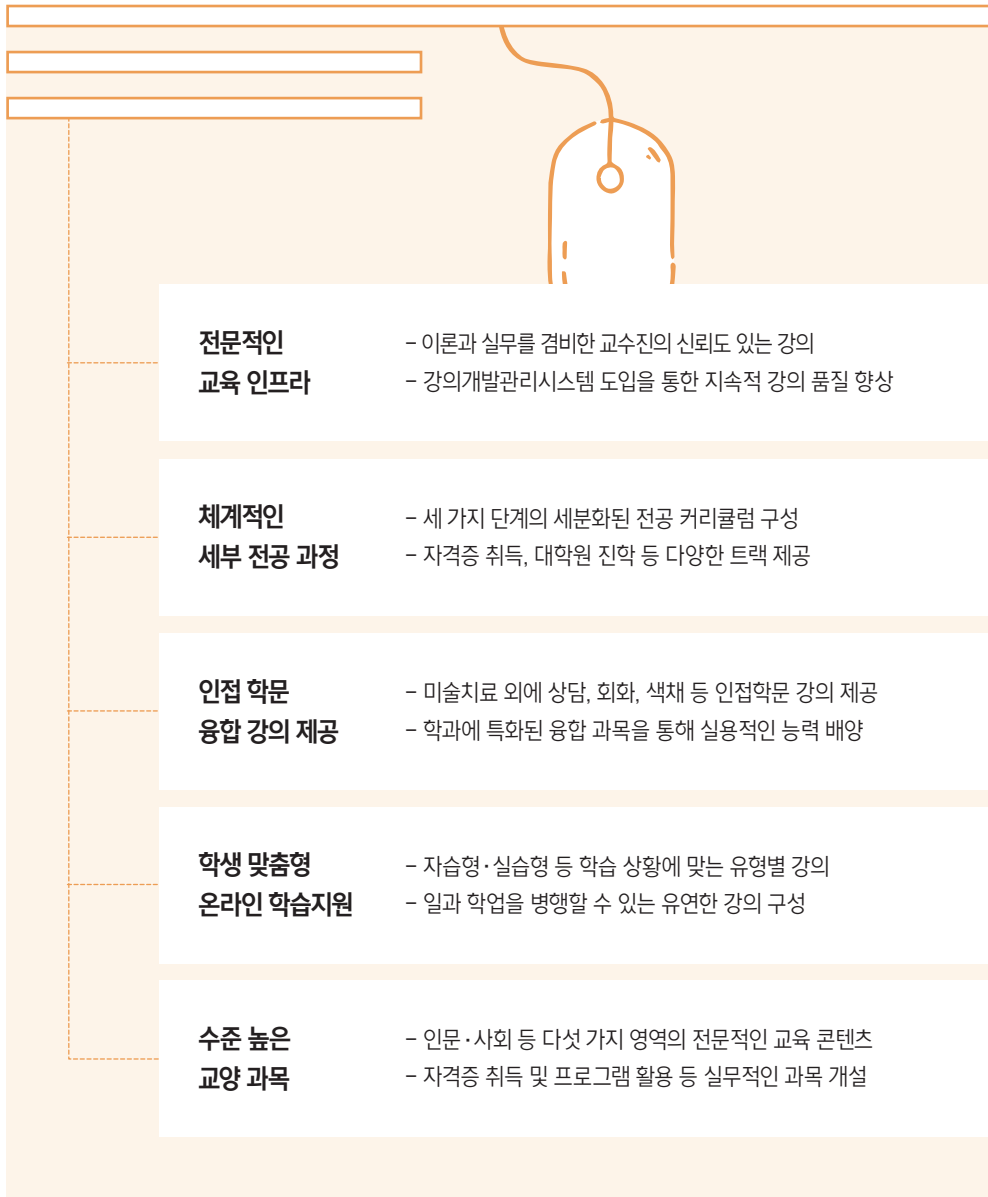 전문적인
교육 인프라
– 이론과 실무를 겸비한 교수진의 신뢰도 있는 강의
– 강의개발관리시스템 도입을 통한 지속적 강의 품질 향상
체계적인
세부 전공 과정
– 세 가지 단계의 세분화된 전공 커리큘럼 구성
– 자격증 취득, 대학원 진학 등 다양한 트랙 제공
인접 학문
융합 강의 제공
– 미술치료 외에 상담, 회화, 색채 등 인접학문 강의 제공
– 학과에 특화된 융합 과목을 통해 실용적인 능력 배양
학생 맞춤형
온라인 학습지원
– 자습형·실습형 등 학습 상황에 맞는 유형별 강의
– 일과 학업을 병행할 수 있는 유연한 강의 구성
수준 높은
교양 과목
– 인문·사회 등 다섯 가지 영역의 전문적인 교육 콘텐츠
– 자격증 취득 및 프로그램 활용 등 실무적인 과목 개설